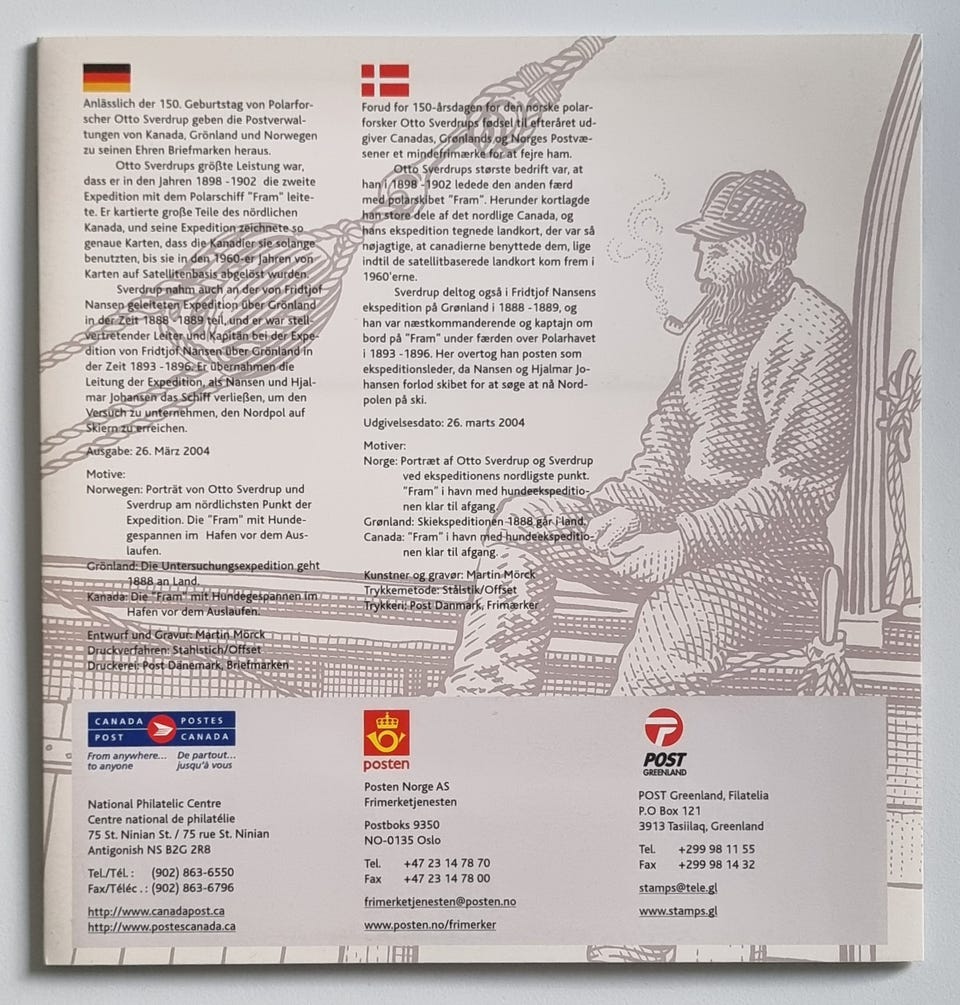 Anlässlich der 150. Geburtstag von Polarfor-
scher Otto Sverdrup geben die Postverwal-
tungen von Kanada, Grönland und Norwegen
zu seinen Ehren Briefmarken heraus.
Otto Sverdrups größte Leistung war,
dass er in den Jahren 1898 -1902 die zweite
Expedition mit dem Polarschiff "Fram" leite-
te. Er kartierte große Teile des nördlichen
Kanada, und seine Expedition zeichnete so
genaue Karten, dass die Kanadier sie solange
benutzten, bis sie in den 1960-er Jahren von
Karten auf Satellitenbasis abgelöst wurden.
Sverdrup nahm auch an der von Fridtjof
Nansen geleiteten Expedition über Grönland
in der Zeit 1888 -1889 teil, und er war stell-
vertretender Leiter und Kapitän bei der Expe-
dition von Fridtjof Nansen über Grönland in
der Zeit 1893 -1896. Er übernahmen die
Leitung der Expedition, als Nansen und Hjal-
mar Johansen das Schiff verließen, um den
Versuch zu unternehmen, den Nordpol auf
Skiern zu erreichen.
Ausgabe: 26. März 2004
Motive:
Norwegen: Porträt von Otto Sverdrup und
Sverdrup am nördlichsten Punkt der
Expedition. Die "Fram" mit Hunde-
gespannen im Hafen vor dem Aus-
laufen.
Grönland: Die Untersuchungsexpedition geht
1888 an Land.
Kanada: Die "Fram" mit Hundegespannen im
Hafen vor dem Auslaufen.
Entwurf und Gravur: Martin Mörck
Druckverfahren: Stahlstich/Offset
Druckerei: Post Dänemark, Briefmarken
Forud for 150-årsdagen for den norske polar-
forsker Otto Sverdrups fødsel til efteråret ud-
giver Canadas, Grønlands og Norges Postvæ-
sener et mindefrimærke for at fejre ham.
Otto Sverdrups største bedrift var, at
han i 1898 -1902 ledede den anden færd
med polarskibet "Fram". Herunder kortlagde
han store dele af det nordlige Canada, og
hans ekspedition tegnede landkort, der var så
nøjagtige, at canadierne benyttede dem, lige
indtil de satellitbaserede landkort kom frem i
1960'erne.
Sverdrup deltog også i Fridtjof Nansens
ekspedition på Grønland i 1888 -1889, og
han var næstkommanderende og kaptajn om
bord på "Fram" under færden over Polarhavet
i 1893 -1896. Her overtog han posten som
ekspeditionsleder, da Nansen og Hjalmar Jo-
hansen forlod skibet for at søge at nå Nord-
polen på ski.
Udgivelsesdato: 26. marts 2004
Motiver:
Norge: Portræt af Otto Sverdrup og Sverdrup
ved ekspeditionens nordligste punkt.
"Fram" i havn med hundeekspeditio-
nen klar til afgang.
Grønland: Skiekspeditionen 1888 går i land.
Canada: "Fram" i havn med hundeekspeditio-
nen klar til afgang.
Kunstner og gravør: Martin Mörck
Trykkemetode: Stålstik/Offset
Trykkeri: Post Danmark, Frimærker
CANADA POSTES
POST CANADA
From anywhere... De partout...
to anyone jusqu'à vous
National Philatelic Centre
Centre national de philatélie
75 St. Ninian St. / 75 rue St. Ninian
Antigonish NS B2G 2R8
Tel./Tél.: (902) 863-6550
Fax/Téléc.: (902) 863-6796
http://www.canadapost.ca
http://www.postescanada.ca
posten
Posten Norge AS
Frimerketjenesten
Postboks 9350
NO-0135 Oslo
Tel. +47 23 14 78 70
Fax +47 23 14 78 00
frimerketjenesten@posten.no
www.posten.no/frimerker
POST
GREENLAND
POST Greenland, Filatelia
P.O Box 121
3913 Tasiilaq, Greenland
Tel. +299 98 11 55
Fax +299 98 14 32
stamps@tele.gl
www.stamps.gl